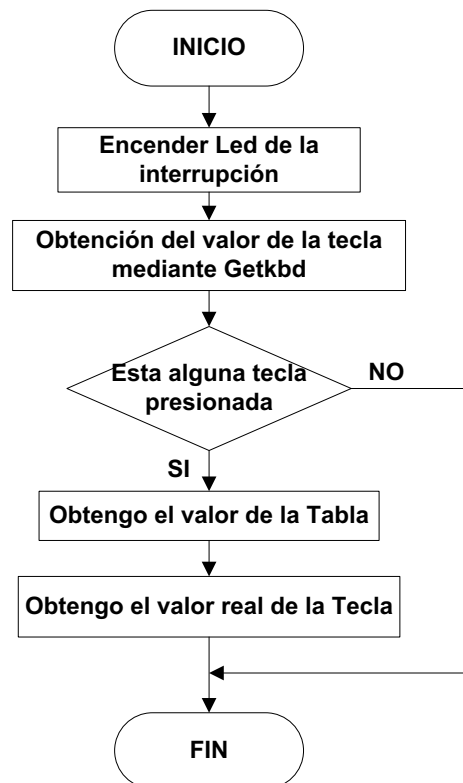 INICIO
Encender Led de la
interrupción
Obtención del valor de la tecla
mediante Getkbd
Esta alguna tecla
presionada
NO
SI
Obtengo el valor de la Tabla
Obtengo el valor real de la Tecla
FIN